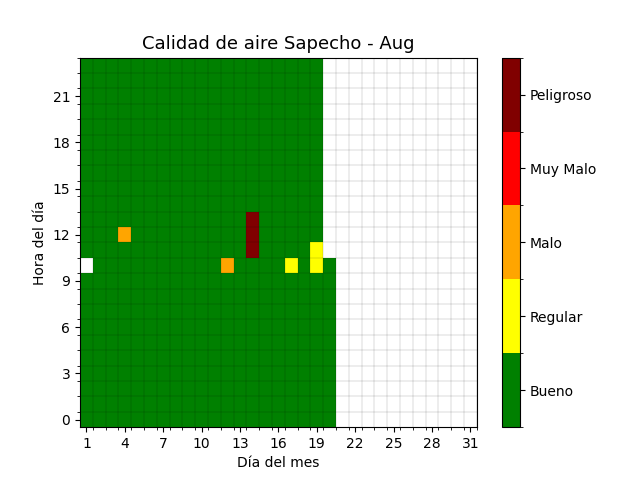 Calidad de aire Sapecho - Aug
Hora del día
21
18
15
12
9
6
3
0
1 4 7 10 13 16 19 22 25 28 31
Día del mes
Peligroso
Muy Malo
Malo
Regular
Bueno